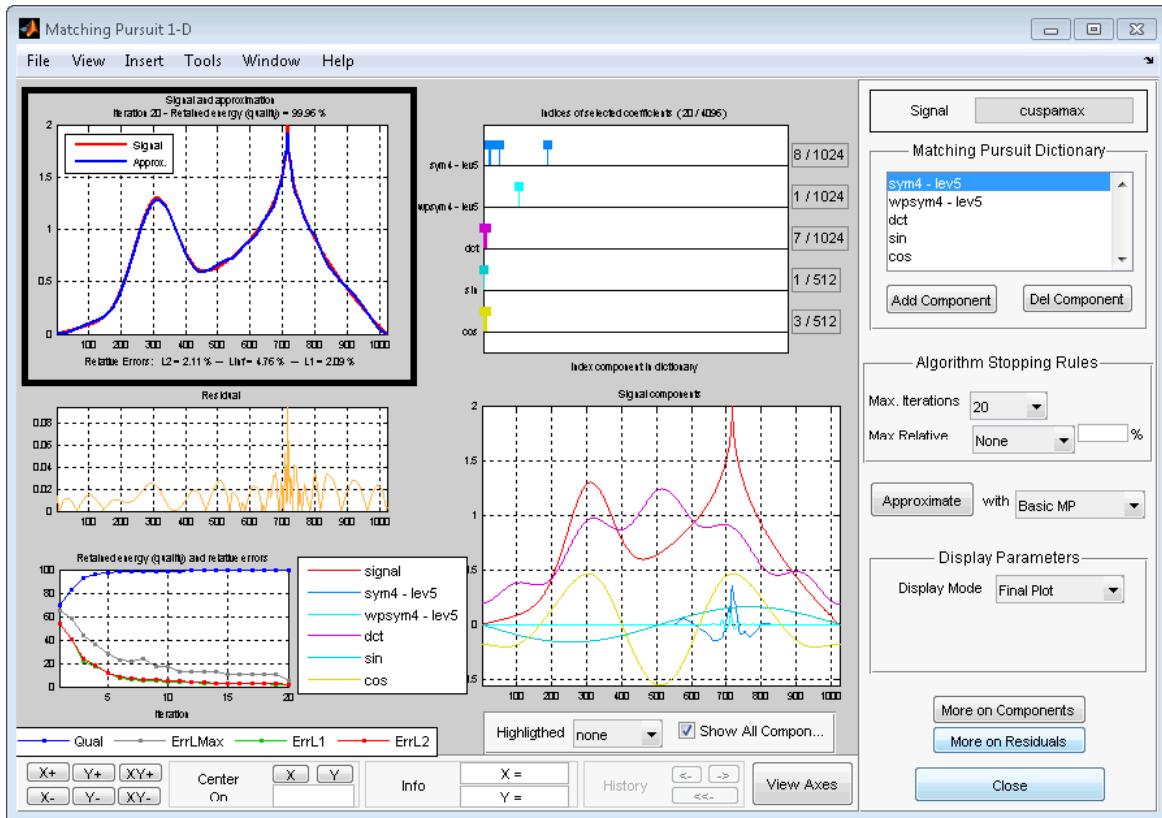 Matching Pursuit 1-D
File View Insert Tools Window Help
Signal and approximation
Iteration 20 - Retained energy (quality) = 99.95 %
2
1.5
1
0.5
0
Signal
Approx.
100 200 300 400 500 600 700 800 900 1000
Relative Errors: L2 = 2.11 % — Linf = 4.76 % — L1 = 2.09 %
Residual
0.08
0.06
0.04
0.02
0
100 200 300 400 500 600 700 800 900 1000
Retained energy (quality) and relative errors
100
80
60
40
20
0
5 10 15 20
Iteration
signal
sym4 - lev5
wpsym4 - lev5
dct
sin
cos
Qual ErrLMax ErrL1 ErrL2
Indices of selected coefficients (20 / 4096)
sym4 - lev5
8 / 1024
wpsym4 - lev5
1 / 1024
dct
7 / 1024
sin
1 / 512
cos
3 / 512
Index component in dictionary
Signal components
2
1.5
1
0.5
0
0.5
100 200 300 400 500 600 700 800 900 1000
Highligthed none Show All Compon...
X+ Y+ XY+
X- Y- XY-
Center
On
X Y
Info
X =
Y =
History
<- ->
<<-
View Axes
Signal cuspamax
Matching Pursuit Dictionary
sym4 - lev5
wpsym4 - lev5
dct
sin
cos
Add Component Del Component
Algorithm Stopping Rules
Max. Iterations 20
Max Relative None %
Approximate with Basic MP
Display Parameters
Display Mode Final Plot
More on Components
More on Residuals
Close